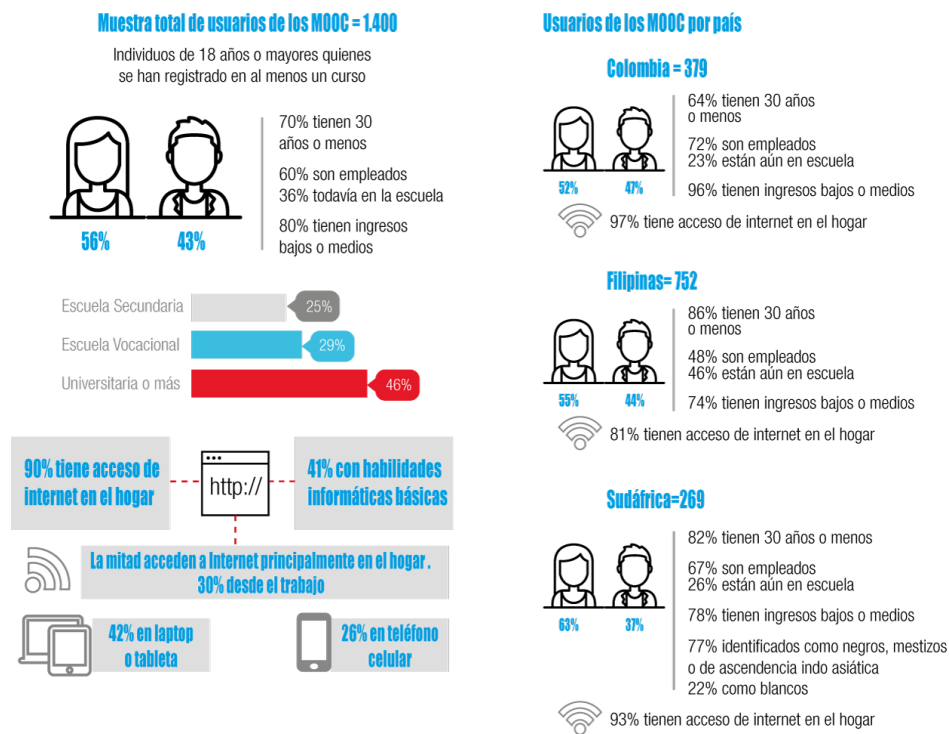 Muestra total de usuarios de los MOOC = 1.400
Individuos de 18 años o mayores quienes
se han registrado en al menos un curso
70% tienen 30
años o menos
60% son empleados
36% todavía en la escuela
80% tienen ingresos
bajos o medios
56%
43%
Escuela Secundaria
25%
Escuela Vocacional
29%
Universitaria o más
46%
90% tiene acceso de
internet en el hogar
http://
41% con habilidades
informáticas básicas
La mitad acceden a Internet principalmente en el hogar .
30% desde el trabajo
42% en laptop
o tableta
26% en teléfono
celular
Usuarios de los MOOC por país
Colombia = 379
64% tienen 30 años
o menos
72% son empleados
23% están aún en escuela
96% tienen ingresos bajos o medios
52%
47%
97% tiene acceso de internet en el hogar
Filipinas= 752
86% tienen 30 años
o menos
48% son empleados
46% están aún en escuela
74% tienen ingresos bajos o medios
55%
44%
81% tienen acceso de internet en el hogar
Sudáfrica=269
82% tienen 30 años o menos
67% son empleados
26% están aún en escuela
78% tienen ingresos bajos o medios
63%
37%
77% identificados como negros, mestizos
o de ascendencia indo asiática
22% como blancos
93% tienen acceso de internet en el hogar